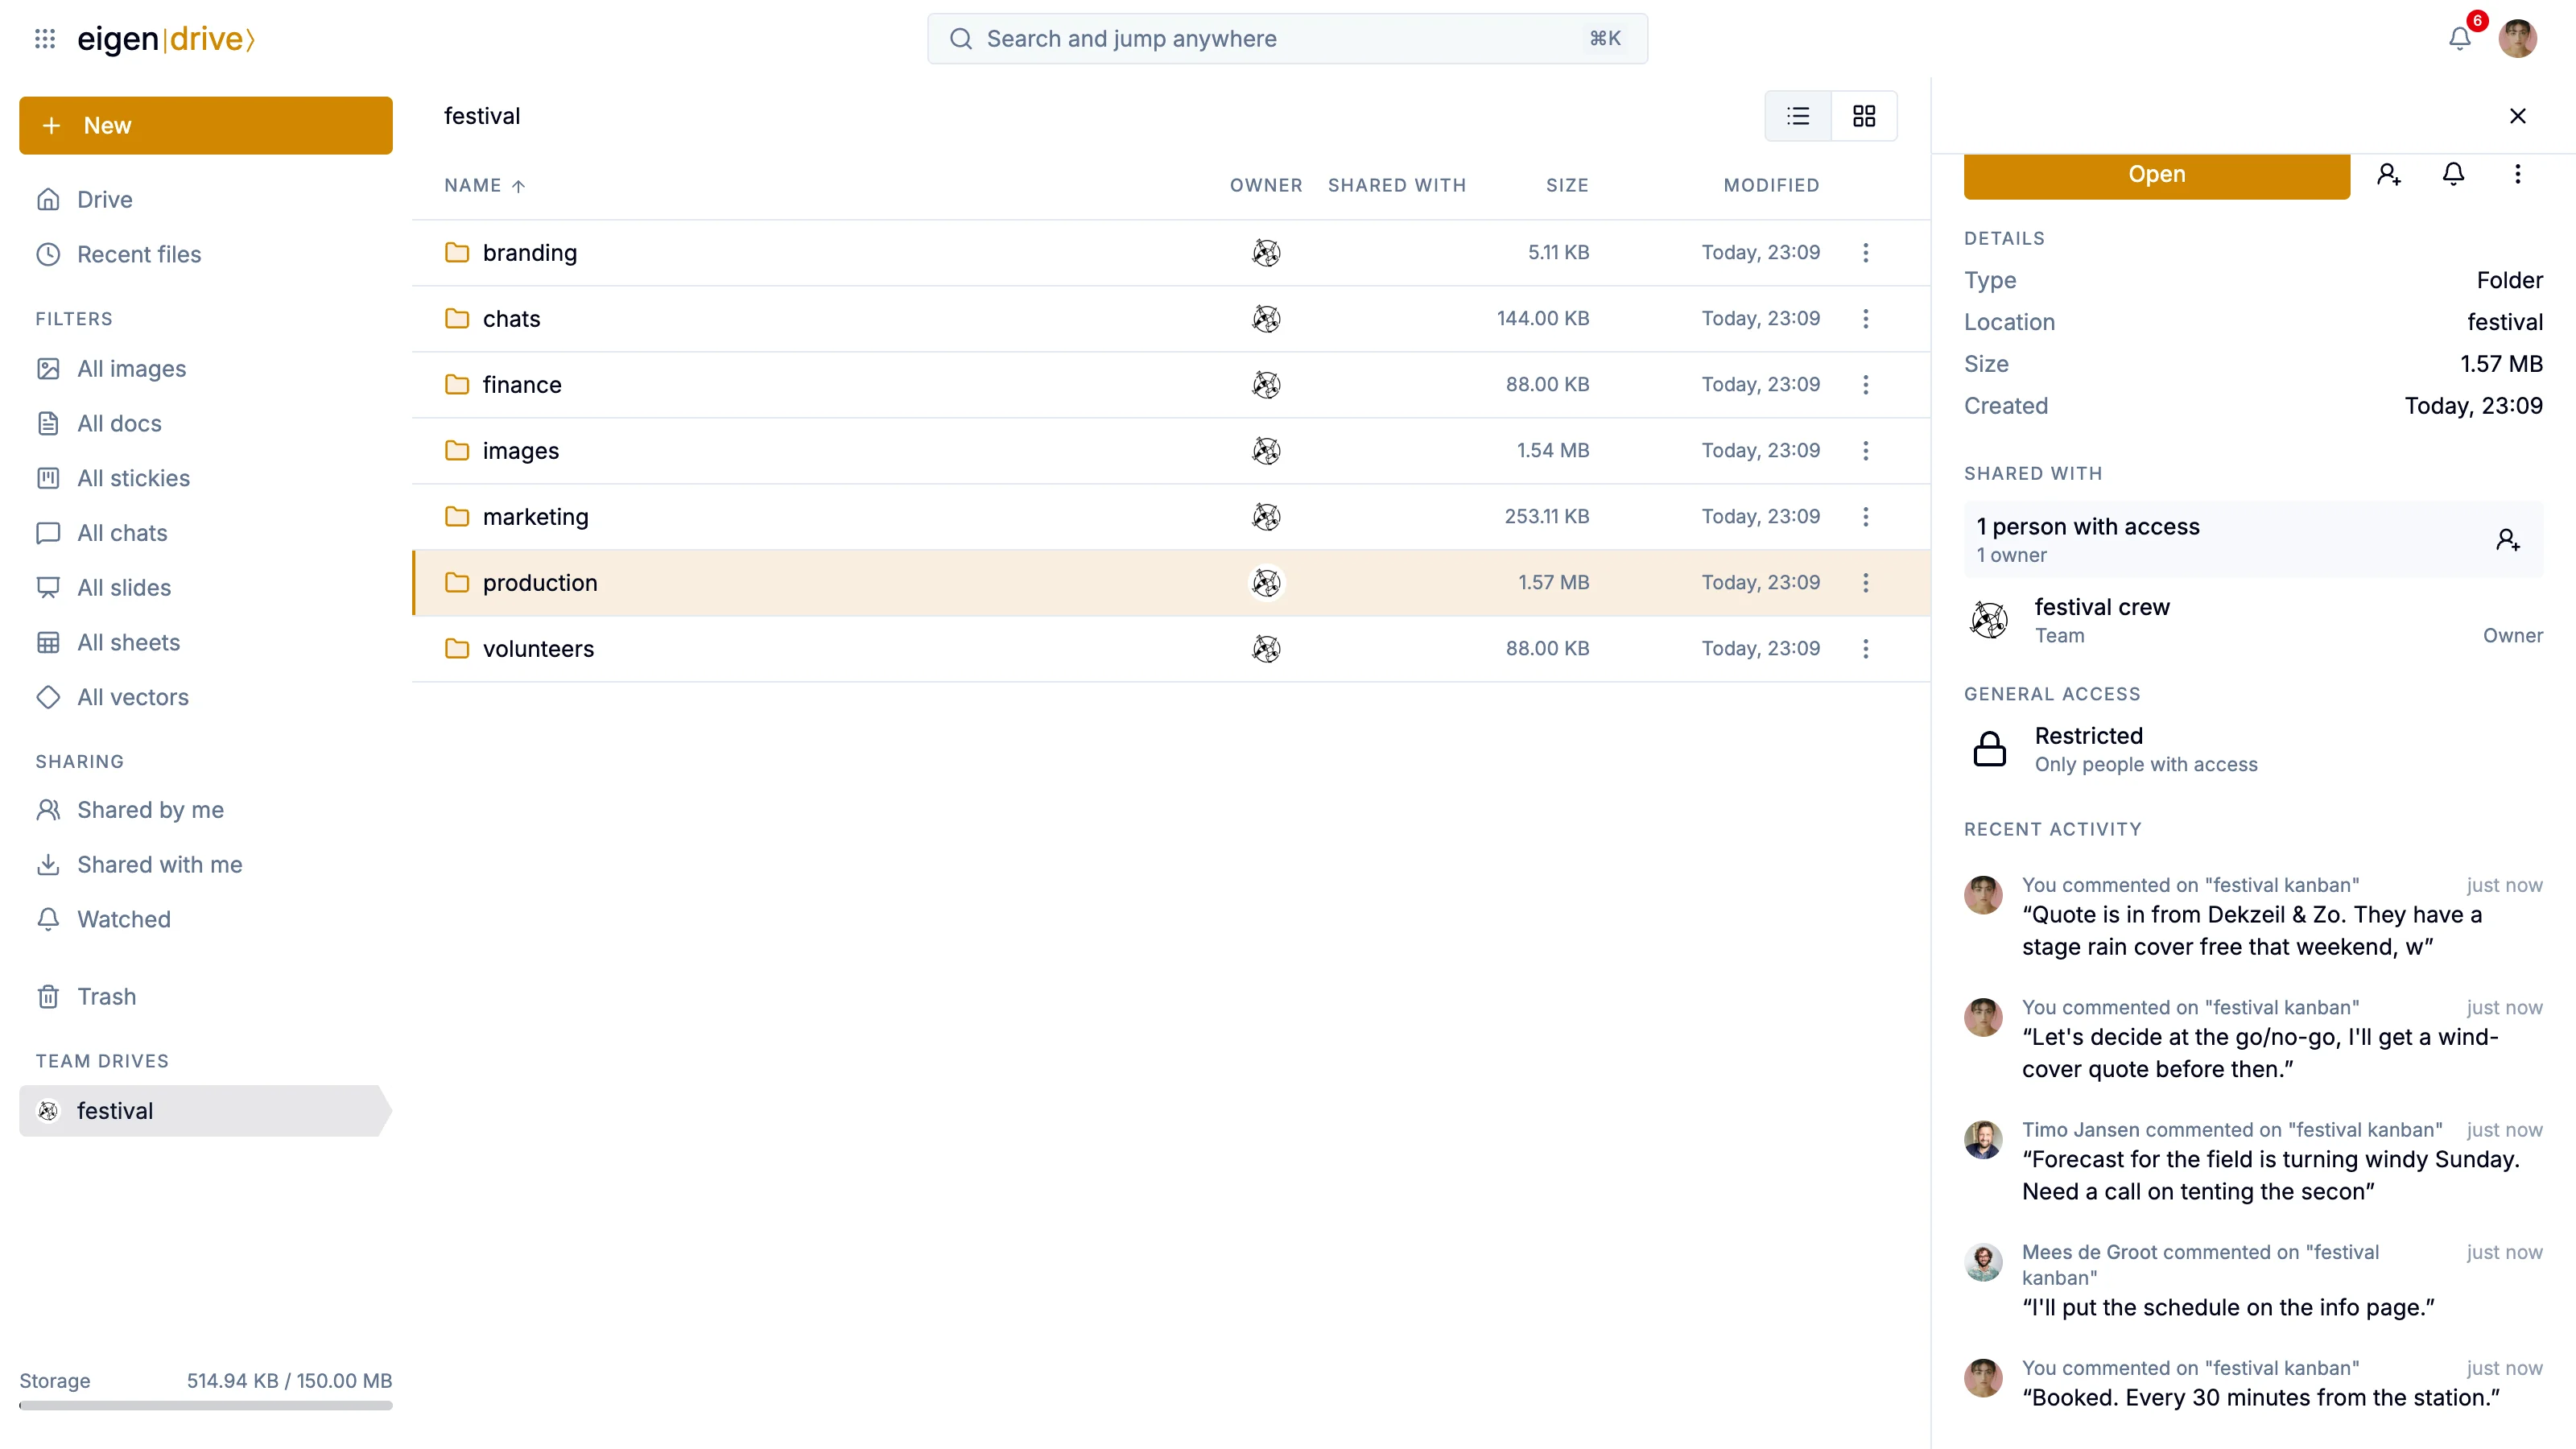 eigen|drive⟩
Search and jump anywhere ⌘K
6
New
Drive
Recent files
FILTERS
All images
All docs
All stickies
All chats
All slides
All sheets
All vectors
SHARING
Shared by me
Shared with me
Watched
Trash
TEAM DRIVES
festival
Storage 514.94 KB / 150.00 MB
festival
NAME OWNER SHARED WITH SIZE MODIFIED
branding 5.11 KB Today, 23:09
chats 144.00 KB Today, 23:09
finance 88.00 KB Today, 23:09
images 1.54 MB Today, 23:09
marketing 253.11 KB Today, 23:09
production 1.57 MB Today, 23:09
volunteers 88.00 KB Today, 23:09
Open
DETAILS
Type Folder
Location festival
Size 1.57 MB
Created Today, 23:09
SHARED WITH
1 person with access
1 owner
festival crew
Team Owner
GENERAL ACCESS
Restricted
Only people with access
RECENT ACTIVITY
You commented on "festival kanban" just now
“Quote is in from Dekzeil & Zo. They have a
stage rain cover free that weekend, w”
You commented on "festival kanban" just now
“Let's decide at the go/no-go, I'll get a wind-
cover quote before then.”
Timo Jansen commented on "festival kanban" just now
“Forecast for the field is turning windy Sunday.
Need a call on tenting the secon”
Mees de Groot commented on "festival just now
kanban"
“I'll put the schedule on the info page.”
You commented on "festival kanban" just now
“Booked. Every 30 minutes from the station.”